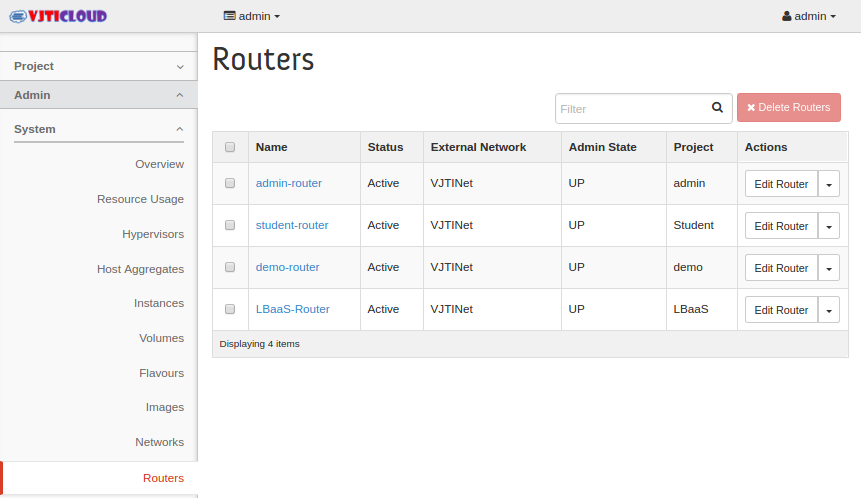 VJTICLOUD
admin
admin
Project
Admin
System
Overview
Resource Usage
Hypervisors
Host Aggregates
Instances
Volumes
Flavours
Images
Networks
Routers
Routers
Filter
Delete Routers
Name Status External Network Admin State Project Actions
admin-router Active VJTINet UP admin Edit Router
student-router Active VJTINet UP Student Edit Router
demo-router Active VJTINet UP demo Edit Router
LBaaS-Router Active VJTINet UP LBaaS Edit Router
Displaying 4 items